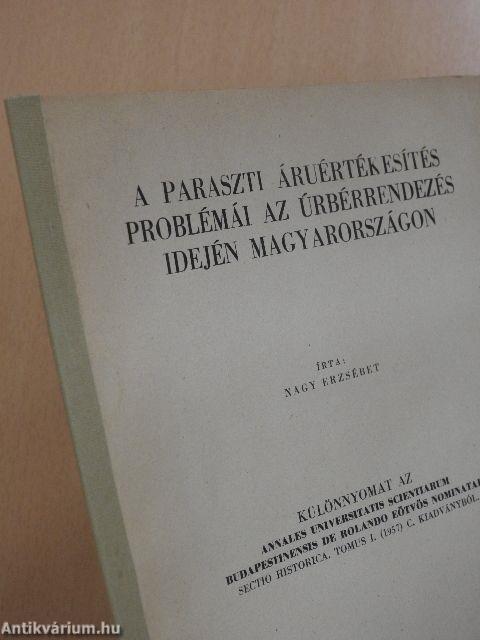 A PARASZTI ÁRUÉRTÉKESÍTÉS
PROBLÉMÁI AZ ÚRBÉRRENDEZÉS
IDEJÉN MAGYARORSZÁGON
ÍRTA:
NAGY ERZSÉBET
KÜLÖNNYOMAT AZ
ANNALES UNIVERSITATIS SCIENTIARUM
BUDAPESTINENSIS DE ROLANDO EÖTVÖS NOMINATAE
SECTIO HISTORICA. TOMUS I. (1957) C. KIADVÁNYBÓL.
Antikvárium.hu